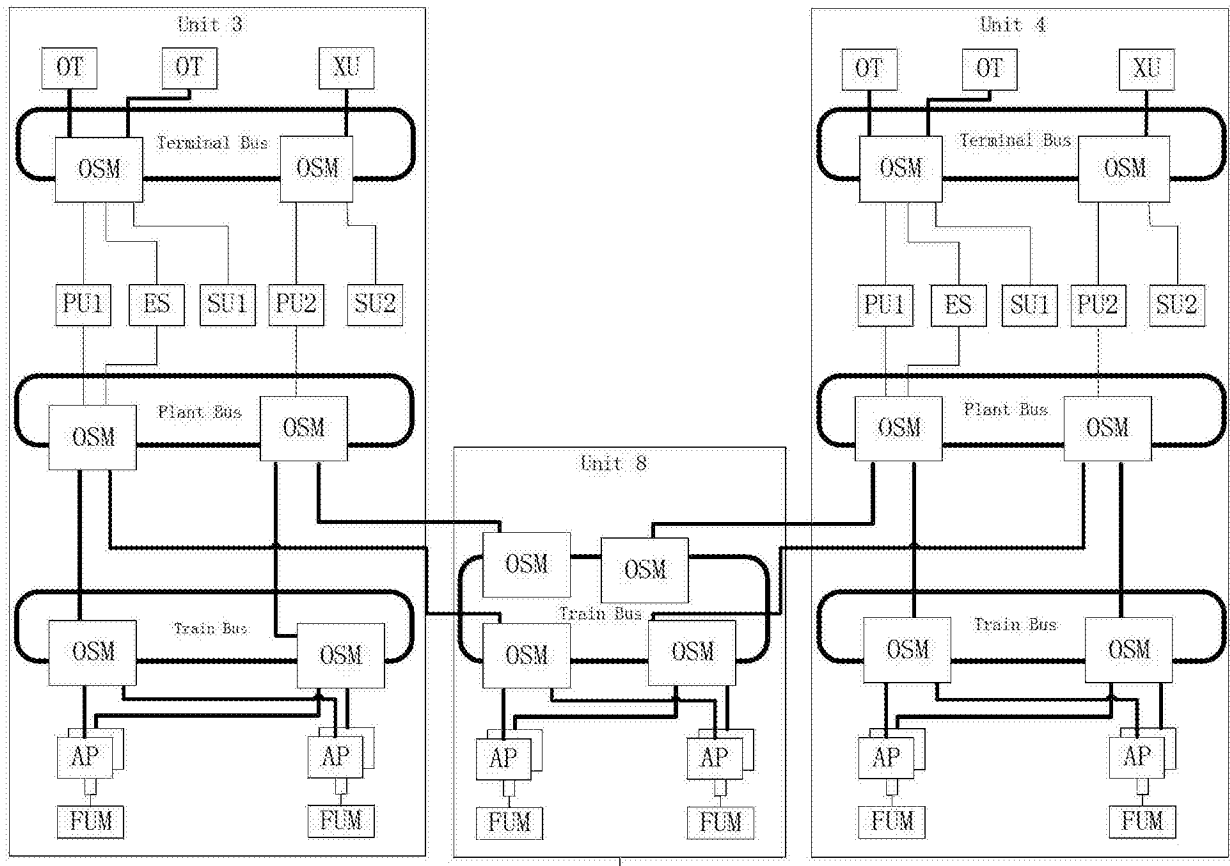 Unit 3
OT
OT
XU
Terminal Bus
OSM
OSM
PU1
ES
SU1
PU2
SU2
Plant Bus
OSM
OSM
Train Bus
OSM
OSM
AP
AP
FUM
FUM
Unit 8
OSM
OSM
Train Bus
OSM
OSM
AP
AP
FUM
FUM
Unit 4
OT
OT
XU
Terminal Bus
OSM
OSM
PU1
ES
SU1
PU2
SU2
Plant Bus
OSM
OSM
Train Bus
OSM
OSM
AP
AP
FUM
FUM